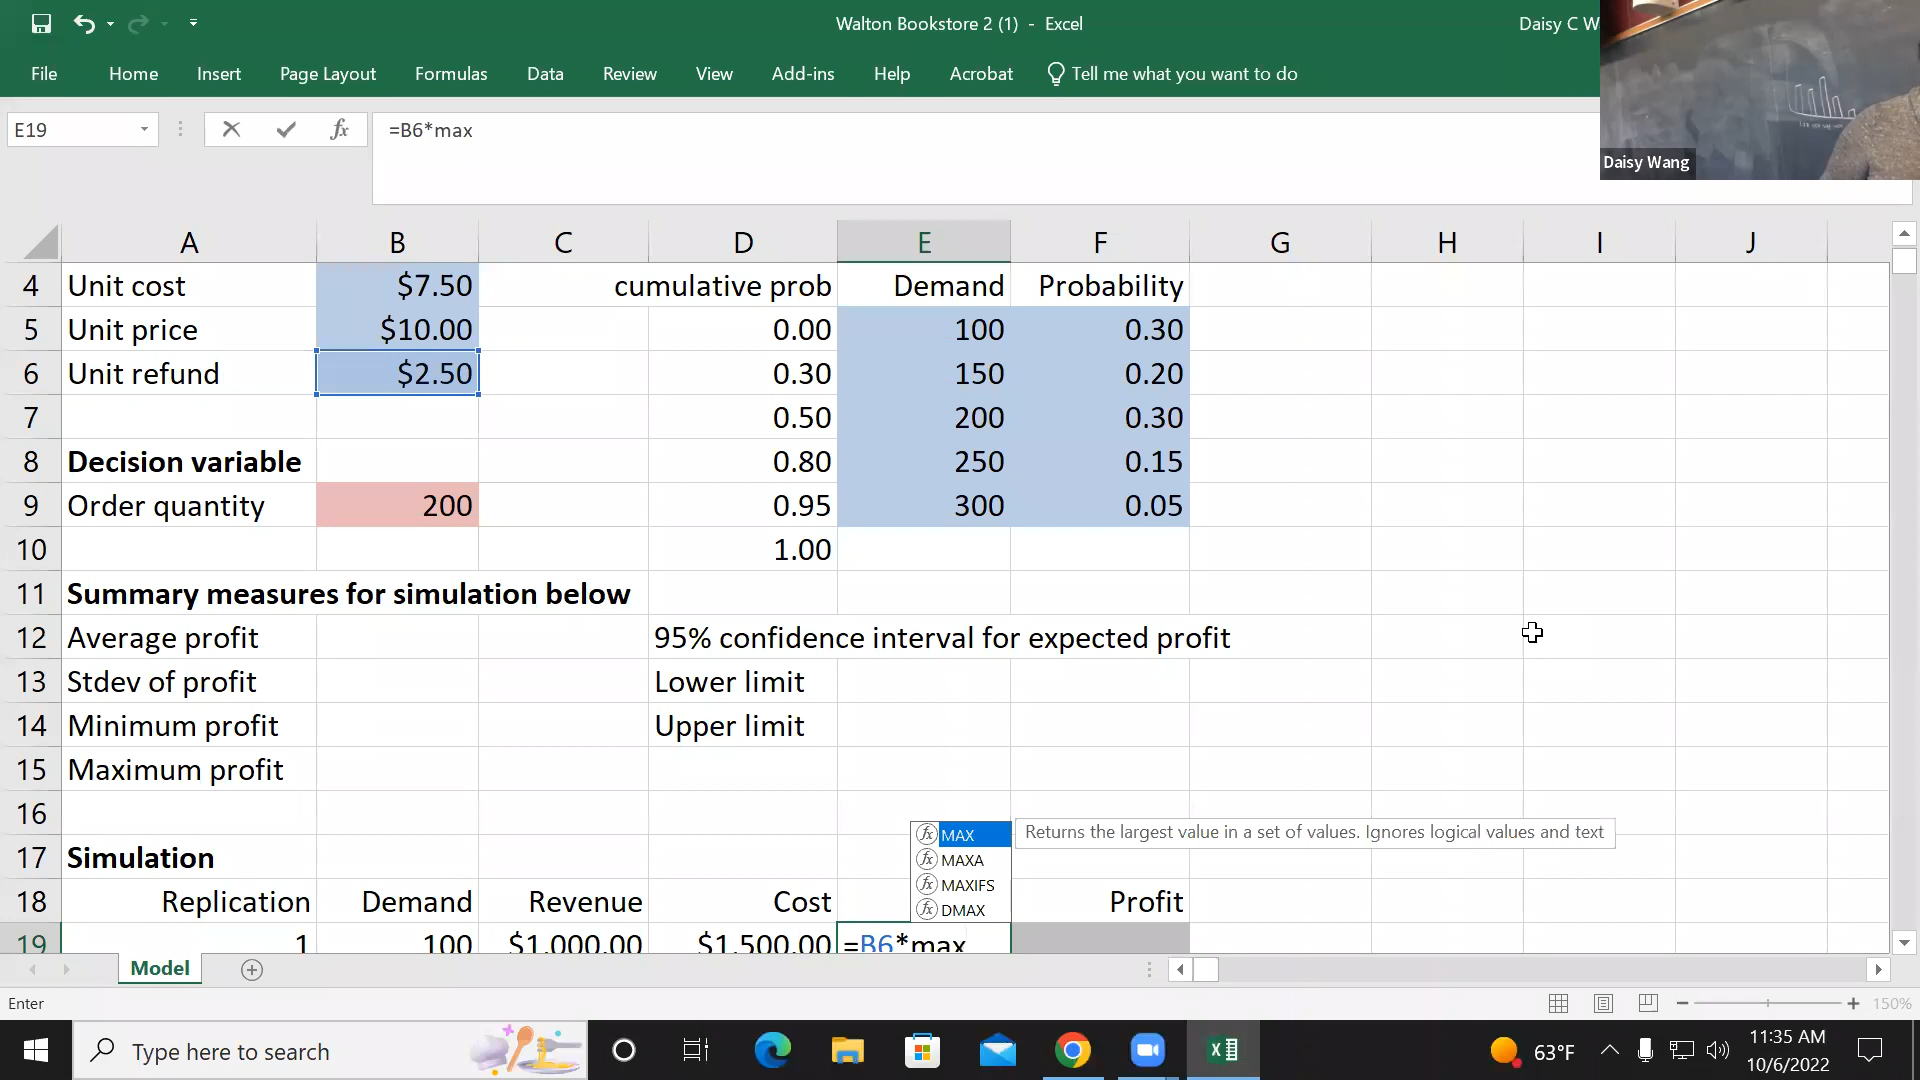 Walton Bookstore 2 (1) - Excel
Daisy C W
File Home Insert Page Layout Formulas Data Review View Add-ins Help Acrobat Tell me what you want to do
Daisy Wang
E19 fx =B6*max
A B C D E F G H I J
4 Unit cost $7.50 cumulative prob Demand Probability
5 Unit price $10.00 0.00 100 0.30
6 Unit refund $2.50 0.30 150 0.20
7 0.50 200 0.30
8 Decision variable 0.80 250 0.15
9 Order quantity 200 0.95 300 0.05
10 1.00
11 Summary measures for simulation below
12 Average profit 95% confidence interval for expected profit
13 Stdev of profit Lower limit
14 Minimum profit Upper limit
15 Maximum profit
16
fx MAX Returns the largest value in a set of values. Ignores logical values and text
fx MAXA
fx MAXIFS
fx DMAX
17 Simulation
18 Replication Demand Revenue Cost Profit
19 1 100 $1,000.00 $1,500.00 =B6*max
Model
Enter 150%
Type here to search
63°F
11:35 AM
10/6/2022